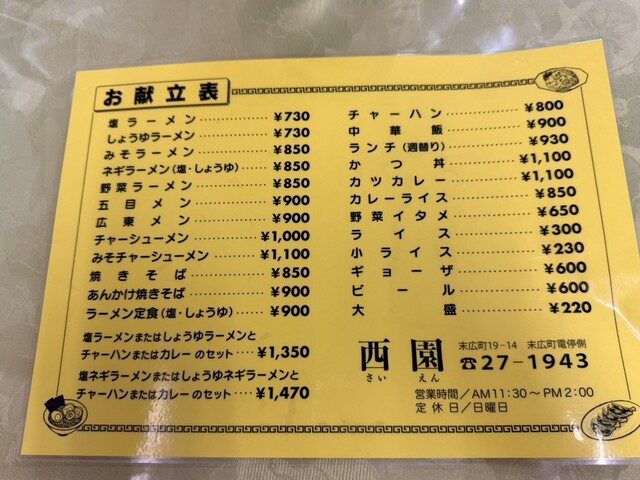 お献立表
塩ラーメン ¥730
しょうゆラーメン ¥730
みそラーメン ¥850
ネギラーメン(塩・しょうゆ) ¥850
野菜ラーメン ¥850
五目メン ¥900
広東メン ¥900
チャーシューメン ¥1,000
みそチャーシューメン ¥1,100
焼きそば ¥850
あんかけ焼きそば ¥900
ラーメン定食(塩・しょうゆ) ¥900
塩ラーメンまたはしょうゆラーメンと
チャーハンまたはカレーのセット ¥1,350
塩ネギラーメンまたはしょうゆネギラーメンと
チャーハンまたはカレーのセット ¥1,470
チャーハン ¥800
中華飯 ¥900
ランチ(週替り) ¥930
かつ丼 ¥1,100
カツカレー ¥1,100
カレーライス ¥850
野菜イタメ ¥650
ライス ¥300
小ライス ¥230
ギョーザ ¥600
ビール ¥600
大盛 ¥220
西園
さいえん
末広町19-14 末広町電停側
☎27-1943
営業時間/AM11:30〜PM2:00
定休日/日曜日